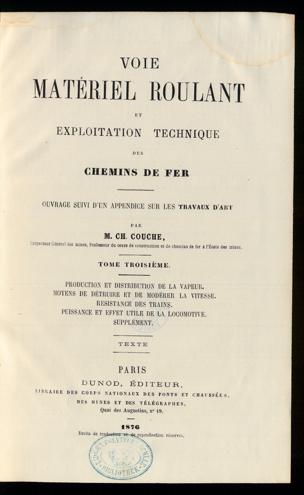 VOIE
MATÉRIEL ROULANT
ET
EXPLOITATION TECHNIQUE
DES
CHEMINS DE FER
OUVRAGE SUIVI D'UN APPENDICE SUR LES TRAVAUX D'ART
PAR
M. CH. COUCHE,
Inspecteur Général des mines, Professeur du cours de construction et de chemins de fer à l'École des mines.
TOME TROISIÈME.
PRODUCTION ET DISTRIBUTION DE LA VAPEUR.
MOYENS DE DÉTRUIRE ET DE MODÉRER LA VITESSE.
RESISTANCE DES TRAINS.
PUISSANCE ET EFFET UTILE DE LA LOCOMOTIVE.
SUPPLÉMENT.
TEXTE
PARIS
DUNOD, ÉDITEUR,
LIBRAIRE DES CORPS NATIONAUX DES PONTS ET CHAUSSÉES,
DES MINES ET DES TÉLÉGRAPHES,
Quai des Augustins, nº 49.
1876
Droits de traduction et de reproduction réservés.